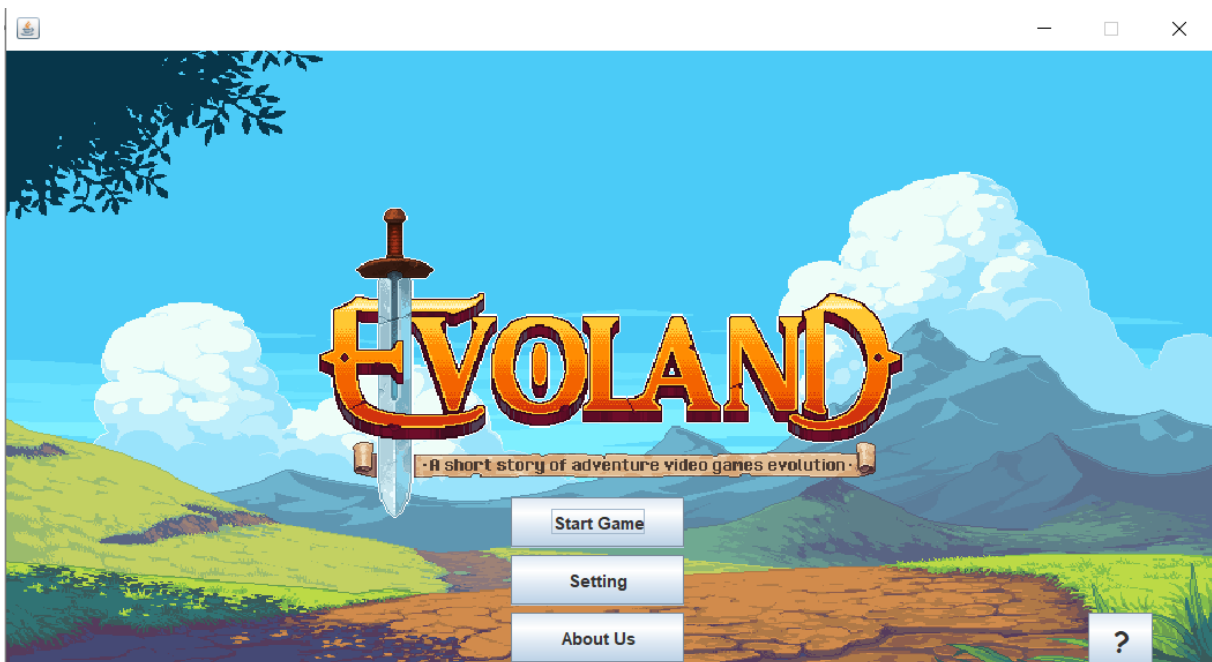 EVOLAND
·A short story of adventure video games evolution·
Start Game
Setting
About Us
?